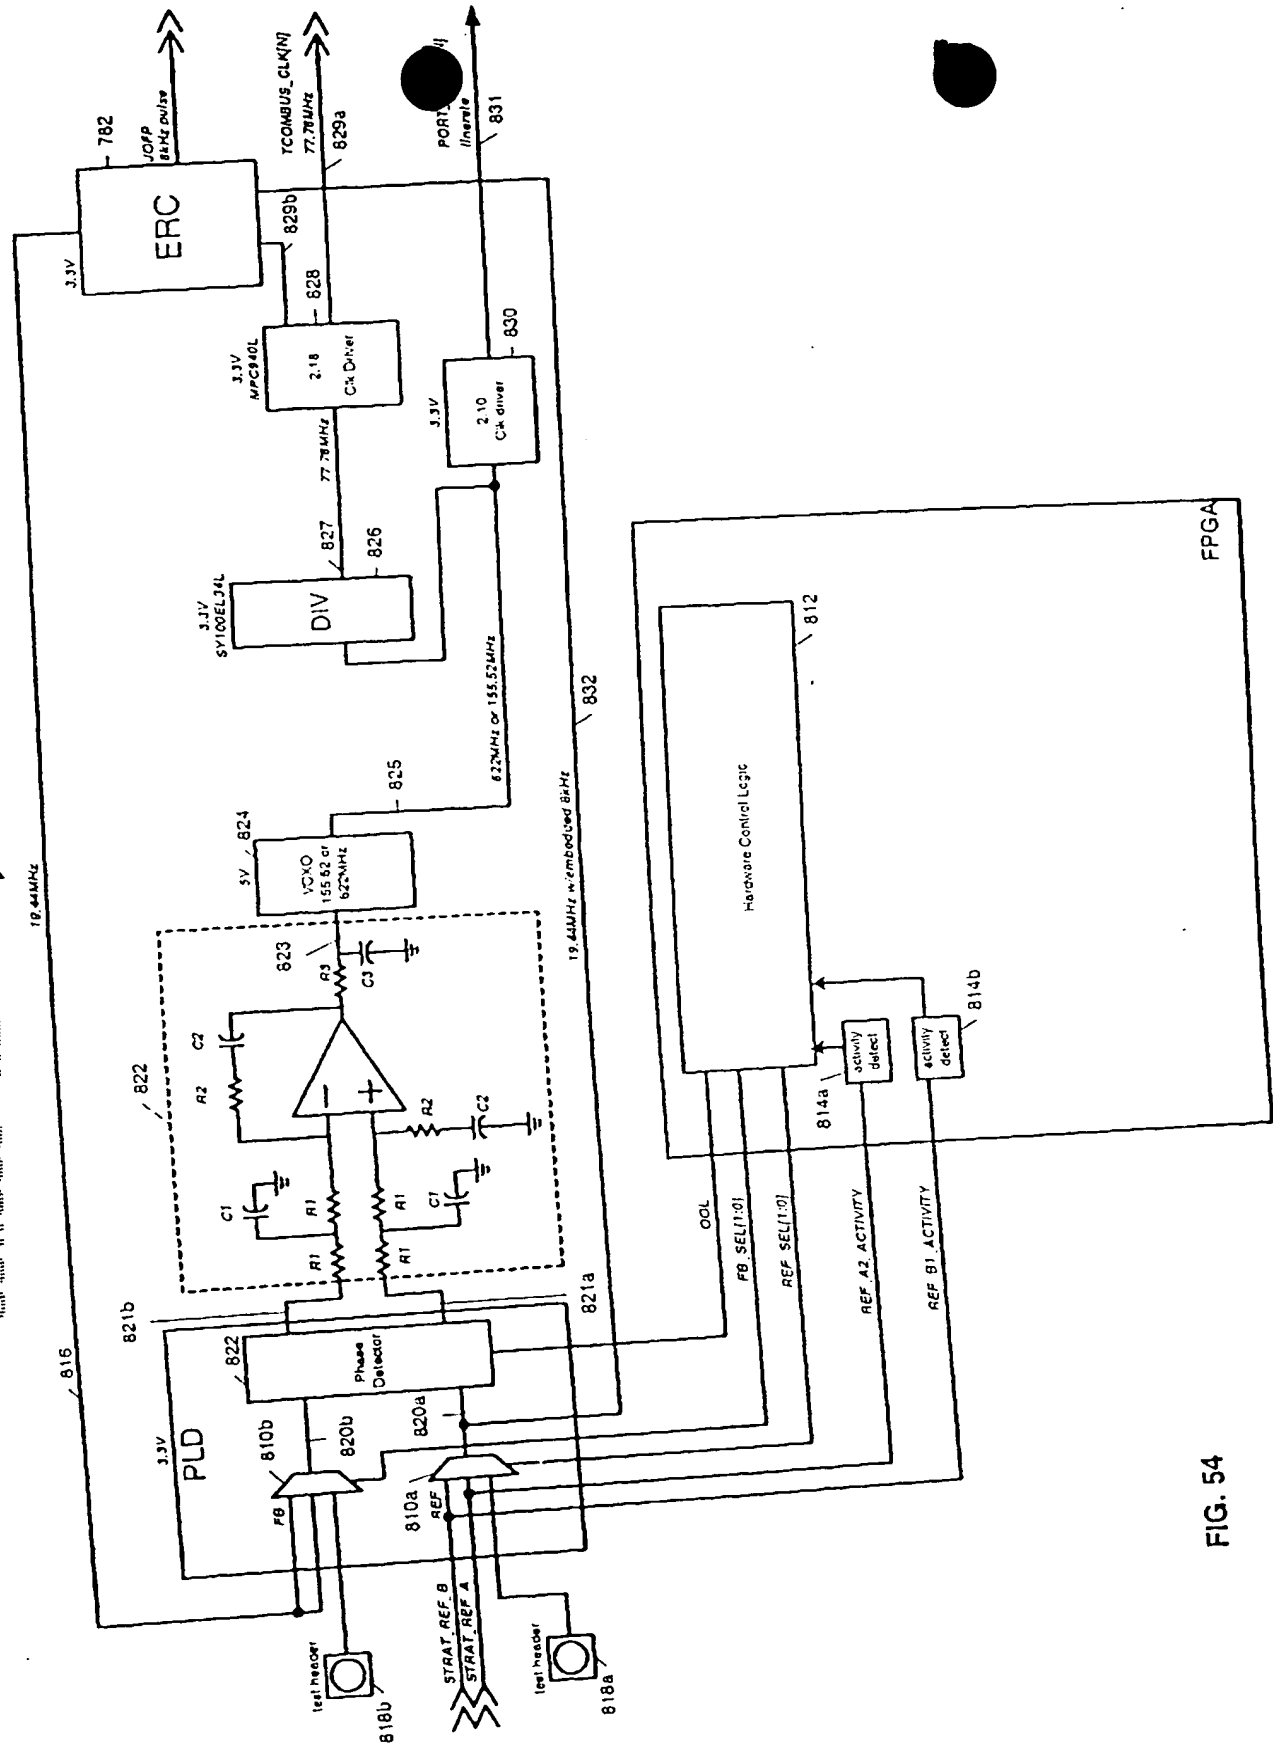 19.44MHz
816
3.3V
PLD
FB
810b
820b
822
Phase
Detector
821b
821a
820a
810a
REF
test header
818b
STRAT_REF_B
STRAT_REF_A
test header
818a
822
C1
R1
R1
R1
R1
C1
R2
C2
R2
C2
R3
C3
823
5V
824
VCXO
155.52 or
622MHz
825
622MHz or 155.52MHz
19.44MHz w/embedded 8kHz
832
3.3V
SY100EL34L
DIV
826
827
77.76MHz
3.3V
MPC940L
2.18
Clk Driver
828
829b
3.3V
ERC
782
JOFP
8kHz pulse
TCOMBUS_CLK[N]
77.76MHz
829a
3.3V
2.10
Clk driver
830
PORT
linerate
831
OOL
FB_SEL[1:0]
REF_SEL[1:0]
REF_A2_ACTIVITY
REF_B1_ACTIVITY
814a
activity
detect
activity
detect
814b
Hardware Control Logic
812
FPGA
FIG. 54